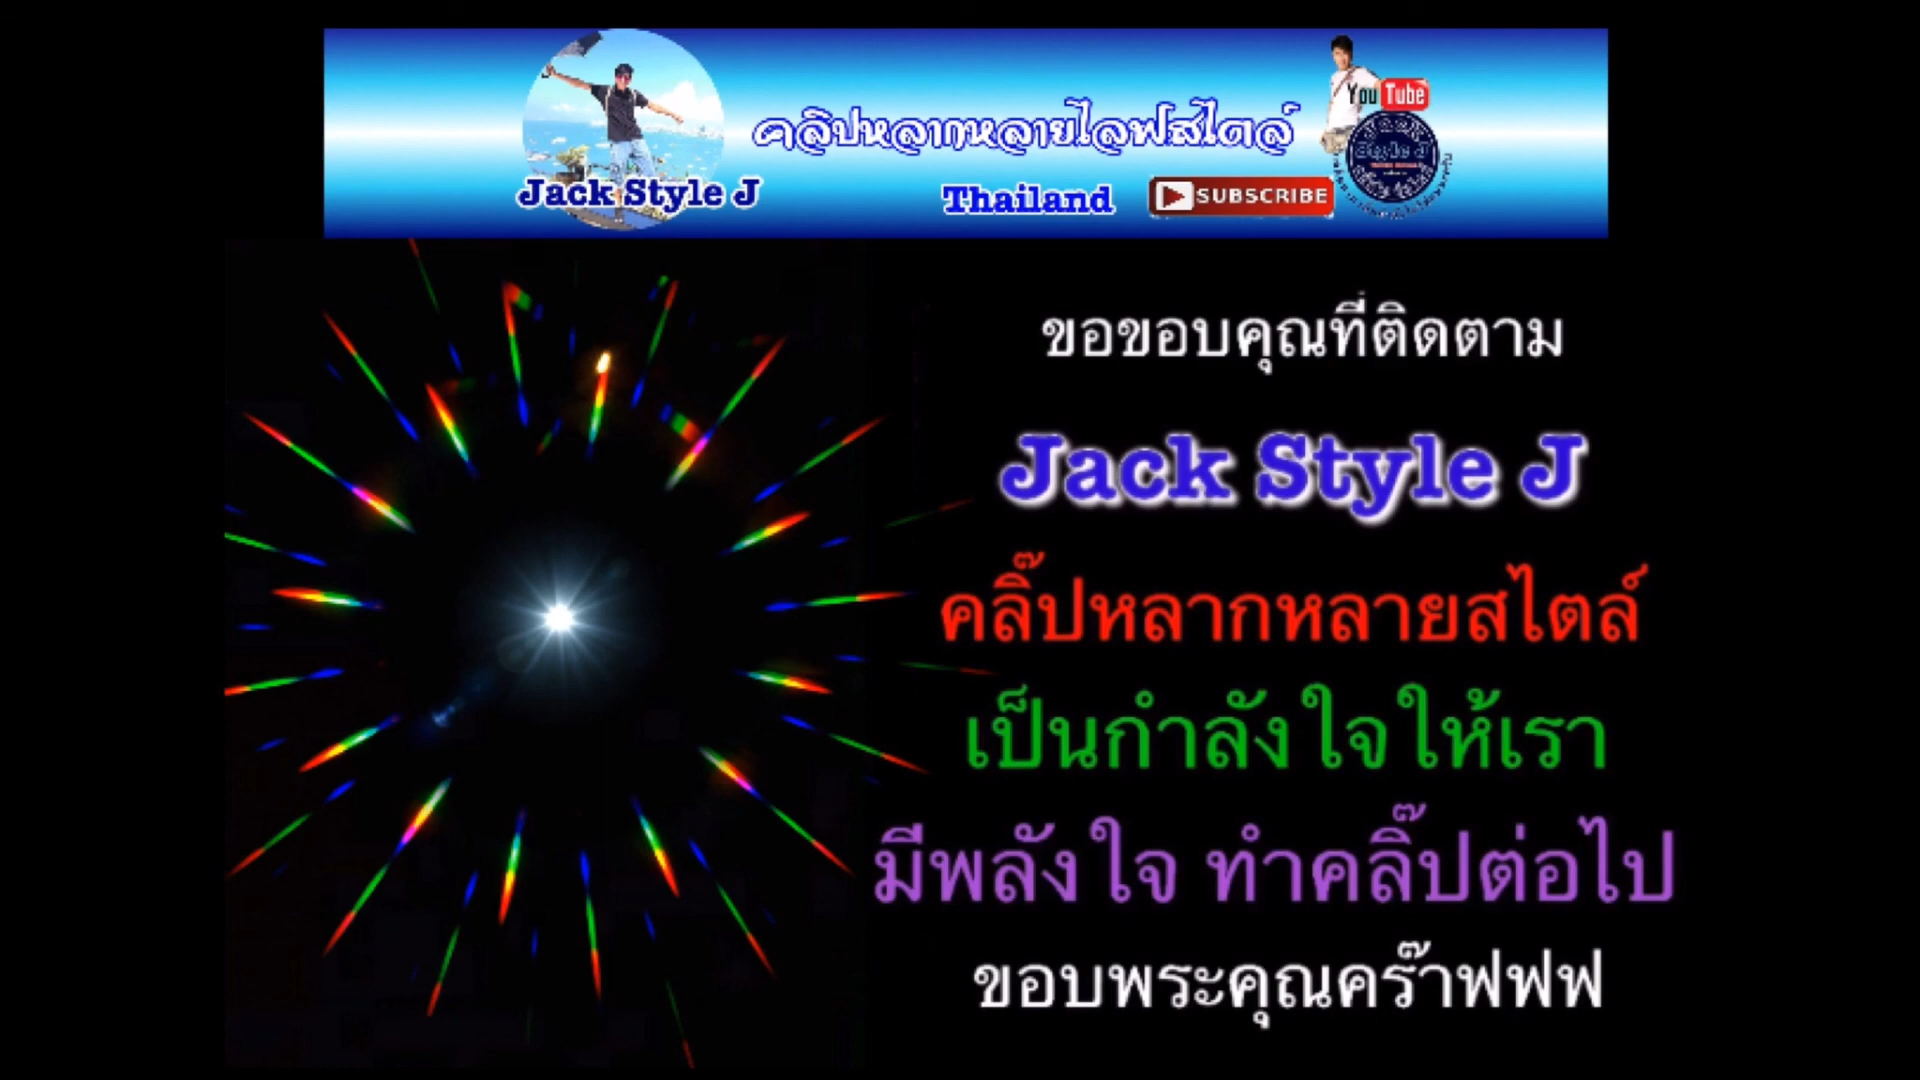 คลิปหลากหลายไลฟ์สไตล์
You Tube
Jack Style J
Thailand
SUBSCRIBE
Jack
Style J
ขอขอบคุณที่ติดตาม
Jack Style J
คลิ๊ปหลากหลายสไตล์
เป็นกำลังใจให้เรา
มีพลังใจ ทำคลิ๊ปต่อไป
ขอบพระคุณคร๊าฟฟฟ